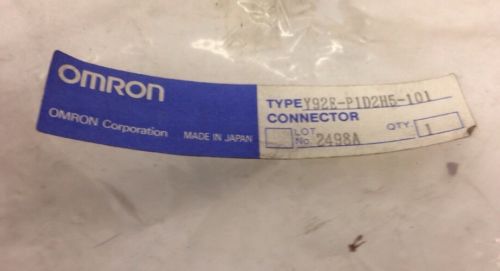 OMRON
OMRON Corporation MADE IN JAPAN
TYPE Y92E-P1D2H5-101
CONNECTOR
LOT No. 2498A QTY 1